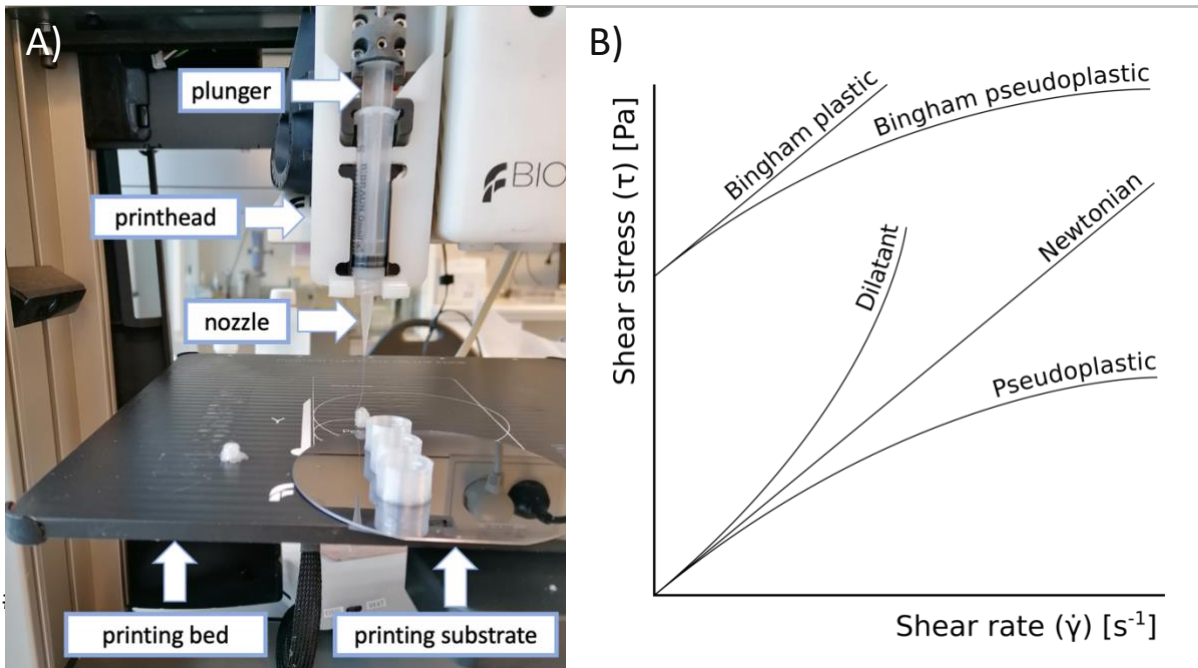 A)
plunger
printhead
nozzle
printing bed
printing substrate
BIO
B)
Shear stress (τ) [Pa]
Bingham plastic
Bingham pseudoplastic
Dilatant
Newtonian
Pseudoplastic
Shear rate (γ̇) [s⁻¹]